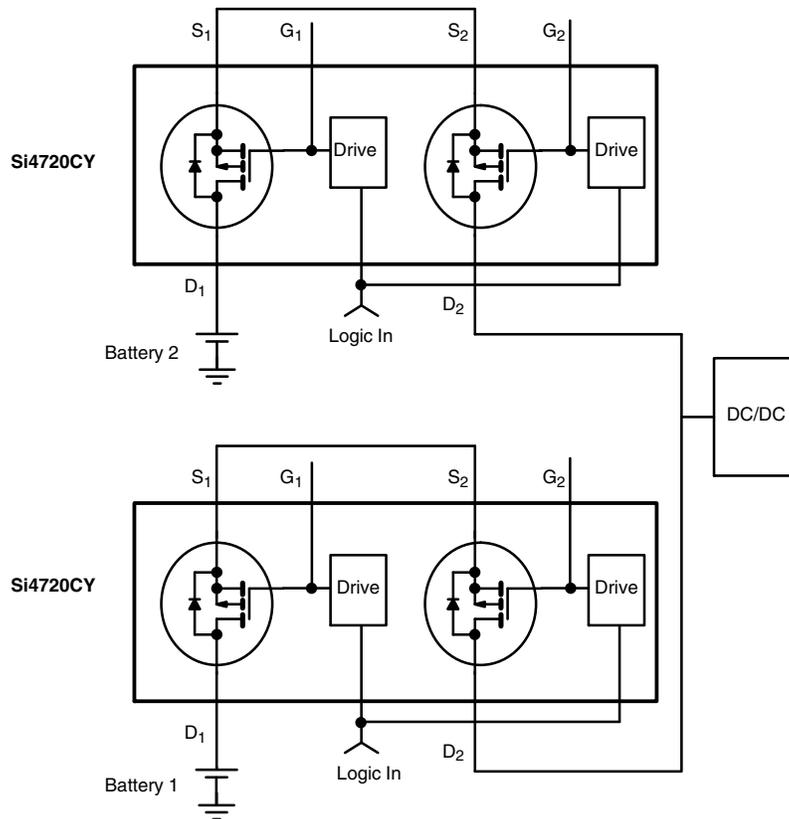 S1 G1 S2 G2
Si4720CY
Drive Drive
D1 D2
Logic In
Battery 2
DC/DC
S1 G1 S2 G2
Si4720CY
Drive Drive
D1 D2
Logic In
Battery 1